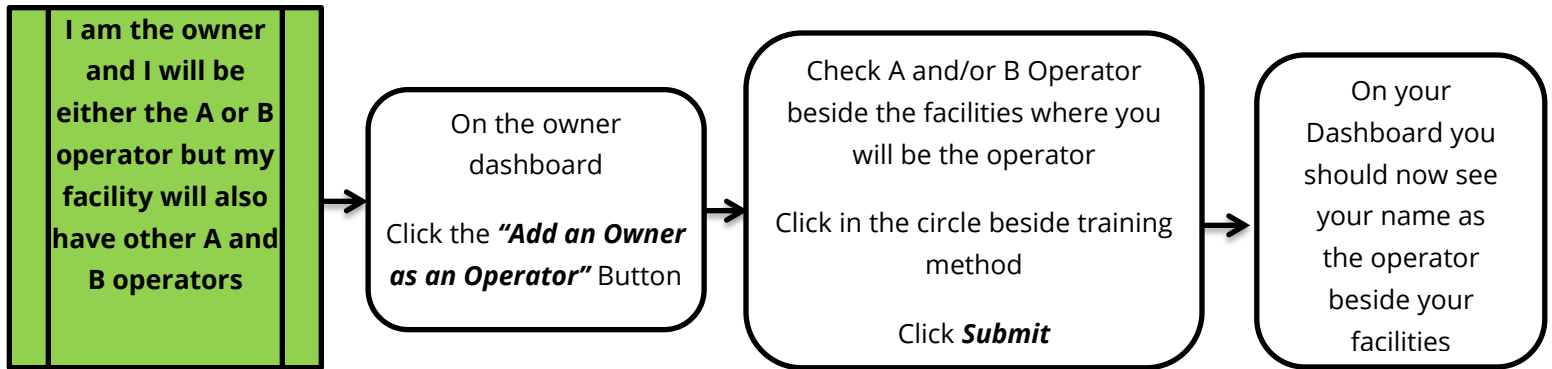 I am the owner
and I will be
either the A or B
operator but my
facility will also
have other A and
B operators
On the owner
dashboard
Click the “Add an Owner
as an Operator” Button
Check A and/or B Operator
beside the facilities where you
will be the operator
Click in the circle beside training
method
Click Submit
On your
Dashboard you
should now see
your name as
the operator
beside your
facilities